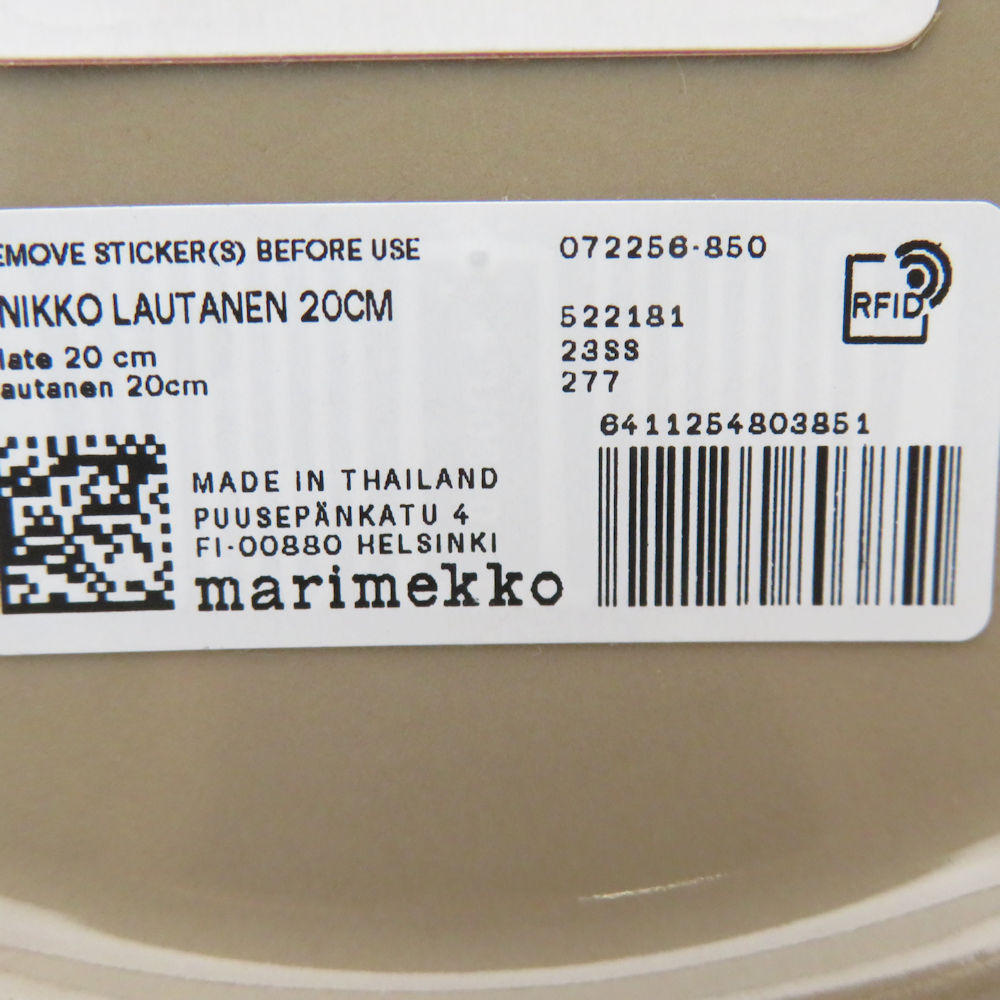 EMOVE STICKER(S) BEFORE USE
NIKKO LAUTANEN 20CM
late 20 cm
autanen 20cm
072256-850
522181
23SS
277
RFID
6411254803851
MADE IN THAILAND
PUUSEPÄNKATU 4
FI-00880 HELSINKI
marimekko